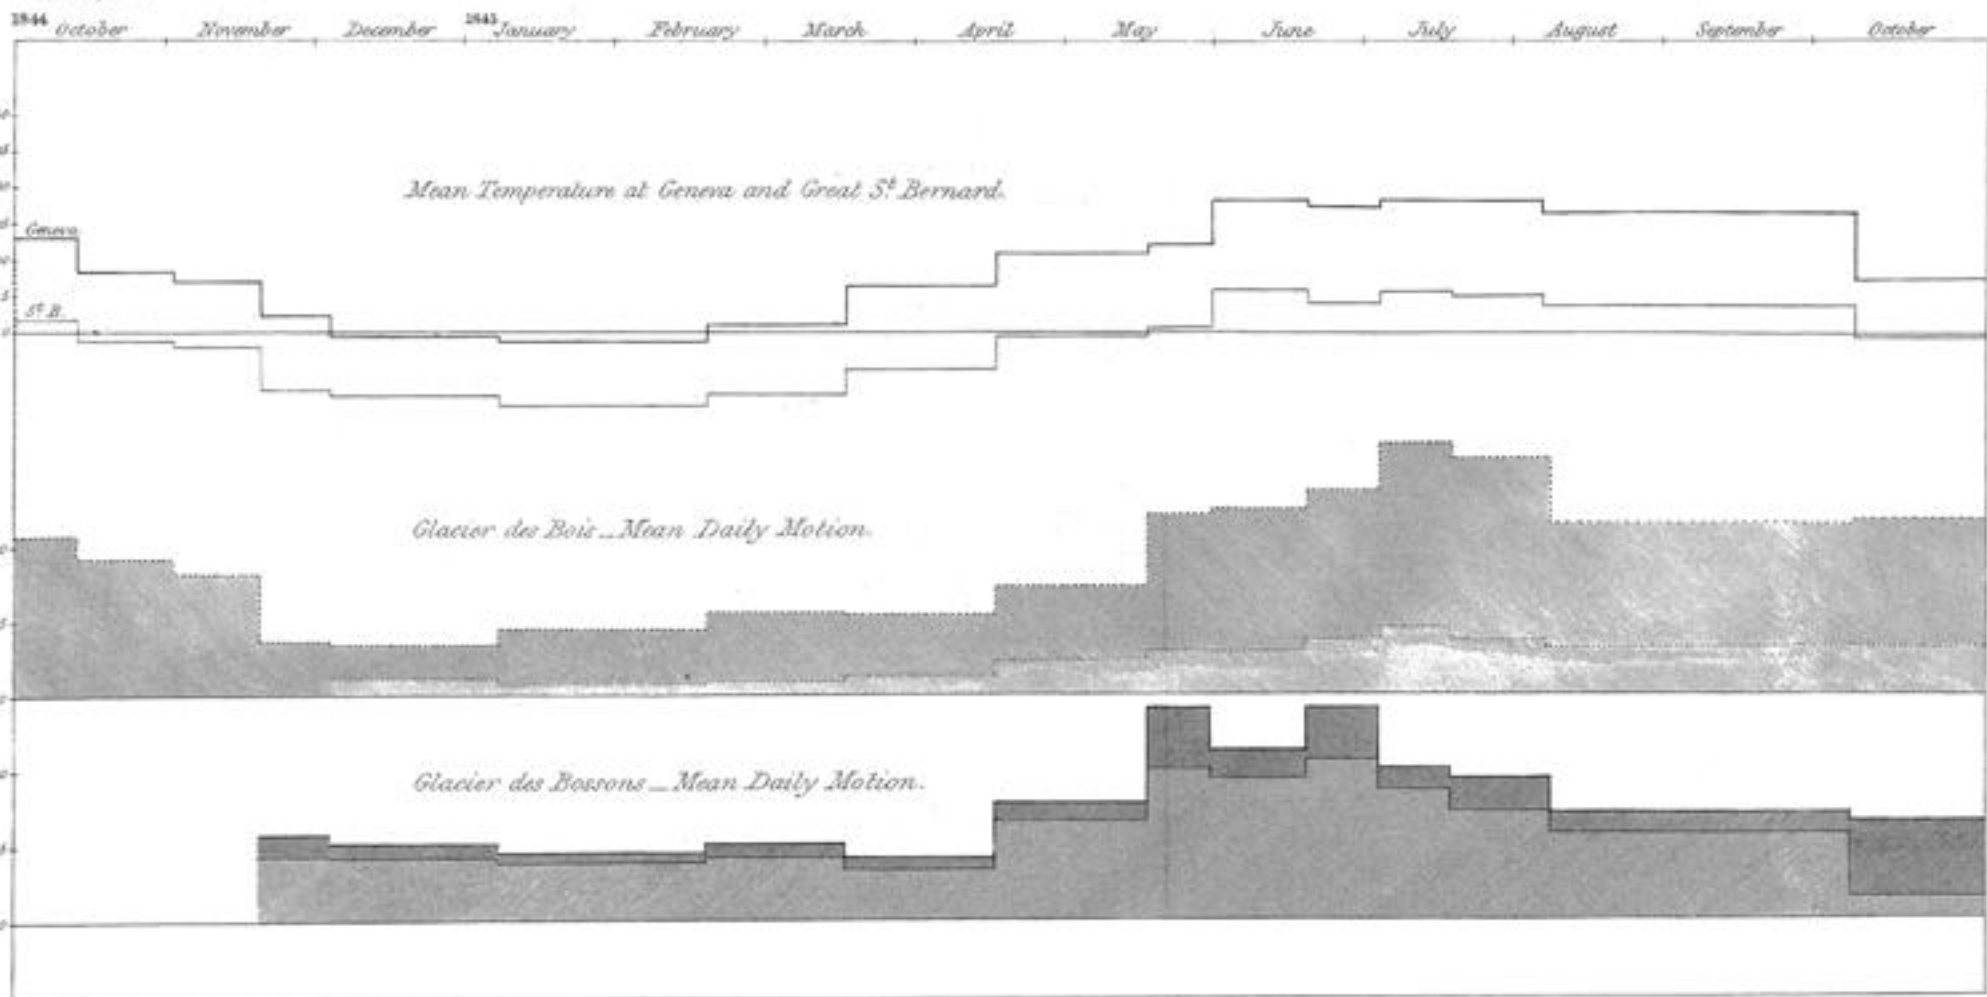 1844 1845
October November December January February March April May June July August September October
Mean Temperature at Geneva and Great St. Bernard.
Geneva
St. B.
0
Glacier des Bois _ Mean Daily Motion.
Glacier des Bossons _ Mean Daily Motion.